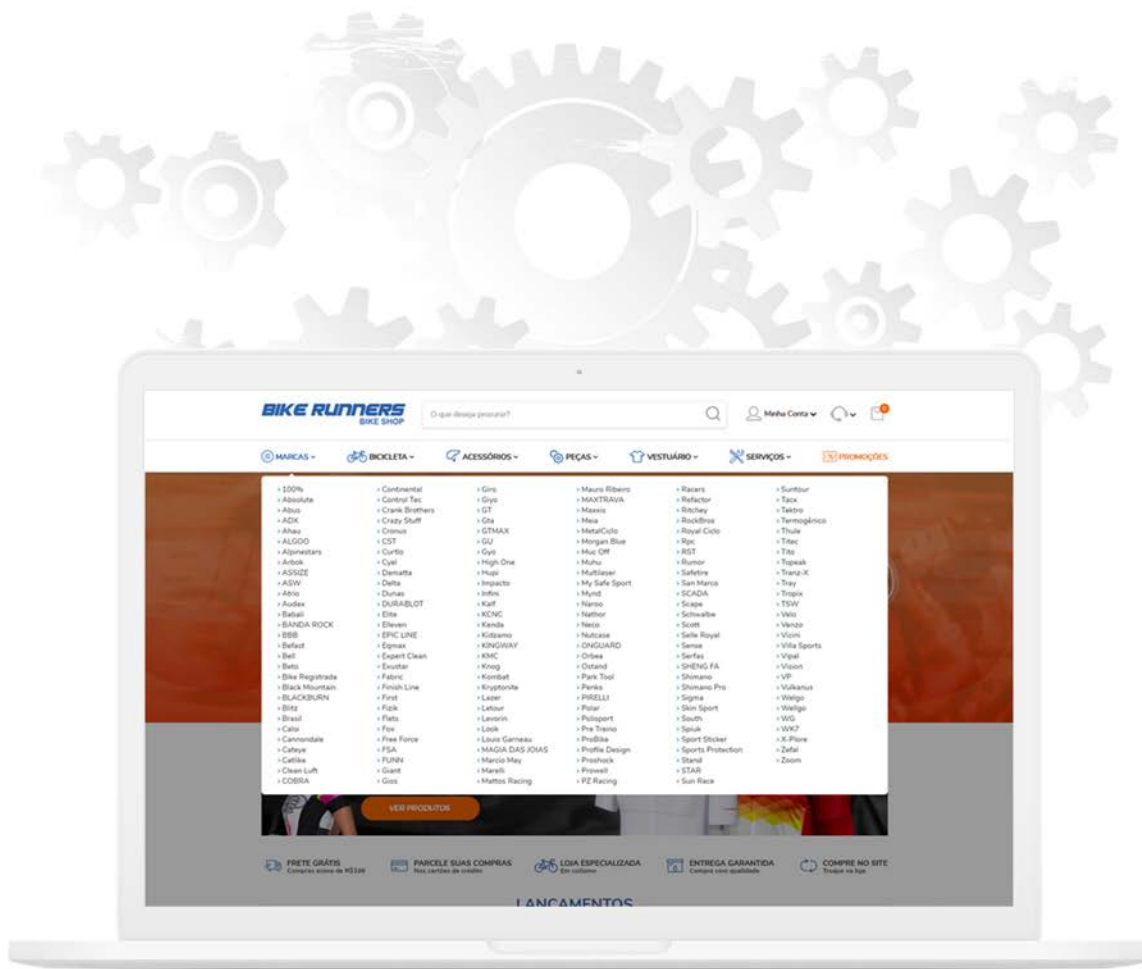 BIKE RUNNERS
BIKE SHOP
O que deseja procurar?
Minha Conta
0
MARCAS
BICICLETA
ACESSÓRIOS
PEÇAS
VESTUÁRIO
SERVIÇOS
PROMOÇÕES
100%
Absolute
Abus
ADX
Ahau
ALGOO
Alpinestars
Arbok
ASSIZE
ASW
Atrio
Audax
Babali
BANDA ROCK
BBB
Befast
Bell
Beto
Bike Registrada
Black Mountain
BLACKBURN
Blitz
Brasil
Caloi
Cannondale
Cateye
Catlike
Clean Luft
COBRA
Continental
Control Tec
Crank Brothers
Crazy Stuff
Cronus
CST
Curtlo
Cyel
Damatta
Delta
Dunas
DURABLOT
Elite
Elleven
EPIC LINE
Eqmax
Expert Clean
Exustar
Fabric
Finish Line
First
Fizik
Flets
Fox
Free Force
FSA
FUNN
Giant
Gios
Giro
Giyo
GT
Gta
GTMAX
GU
Gyo
High One
Hupi
Impacto
Infini
Kalf
KCNC
Kenda
Kidzamo
KINGWAY
KMC
Knog
Kombat
Kryptonite
Lazer
Letour
Levorin
Look
Louis Garneau
MAGIA DAS JOIAS
Marcio May
Marelli
Mattos Racing
Mauro Ribeiro
MAXTRAVA
Maxxis
Meia
MetalCiclo
Morgan Blue
Muc Off
Muhu
Multilaser
My Safe Sport
Mynd
Naroo
Nathor
Neco
Nutcase
ONGUARD
Orbea
Ostand
Park Tool
Penks
PIRELLI
Polar
Polisport
Pre Treino
ProBike
Profile Design
Proshock
Prowell
PZ Racing
Racers
Refactor
Ritchey
RockBros
Royal Ciclo
Rpc
RST
Rumor
Safetire
San Marco
SCADA
Scape
Schwalbe
Scott
Selle Royal
Sense
Serfas
SHENG FA
Shimano
Shimano Pro
Sigma
Skin Sport
South
Spiuk
Sport Sticker
Sports Protection
Stand
STAR
Sun Race
Suntour
Tacx
Tektro
Termogênico
Thule
Titec
Tito
Topeak
Tranz-X
Tray
Tropix
TSW
Velo
Venzo
Vicini
Villa Sports
Vipal
Vision
VP
Vulkanus
Welgo
Wellgo
WG
WK7
X-Plore
Zefal
Zoom
VER PRODUTOS
FRETE GRÁTIS
Compras acima de
PARCELE SUAS COMPRAS
Nos cartões de crédito
LOJA ESPECIALIZADA
Em ciclismo
ENTREGA GARANTIDA
Compra com qualidade
COMPRE NO SITE
Troque na loja
LANÇAMENTOS